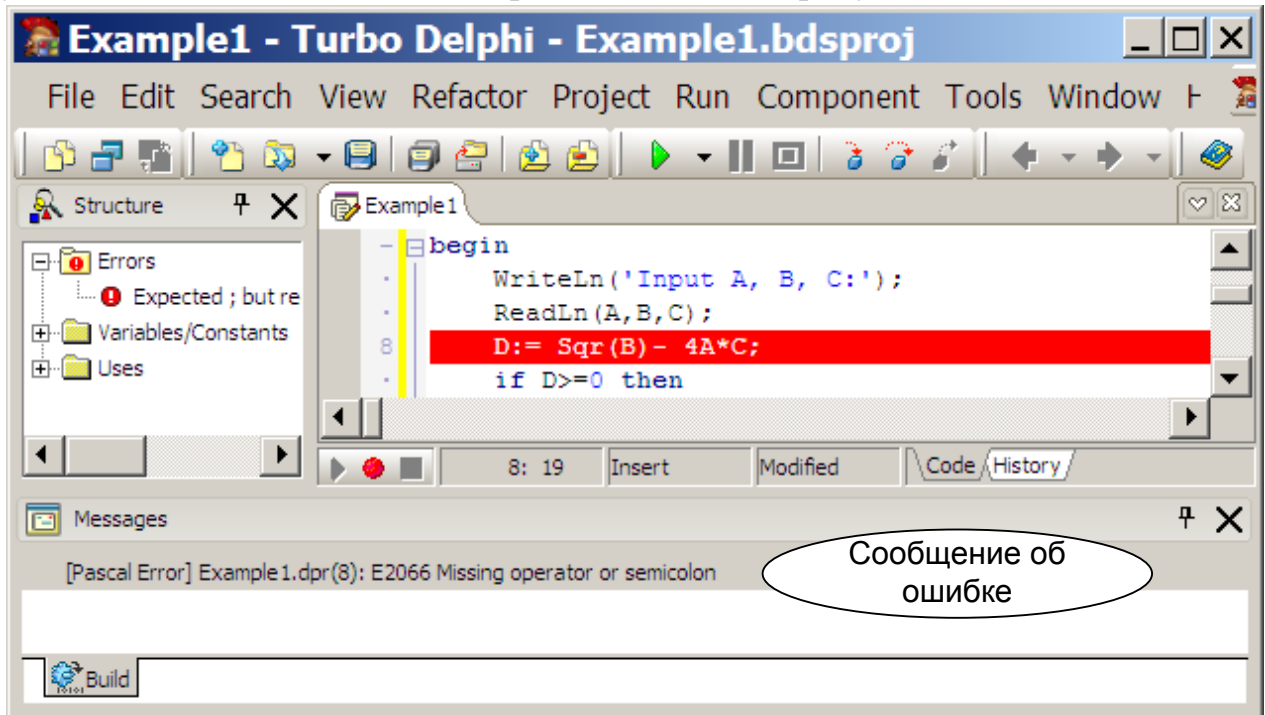 Example1 - Turbo Delphi - Example1.bdsproj
File Edit Search View Refactor Project Run Component Tools Window H
Structure
Example1
Errors
Expected ; but re
Variables/Constants
Uses
begin
WriteLn('Input A, B, C:');
ReadLn(A,B,C);
8 D:= Sqr(B)- 4A*C;
if D>=0 then
8: 19 Insert Modified Code History
Messages
[Pascal Error] Example1.dpr(8): E2066 Missing operator or semicolon
Сообщение об
ошибке
Build